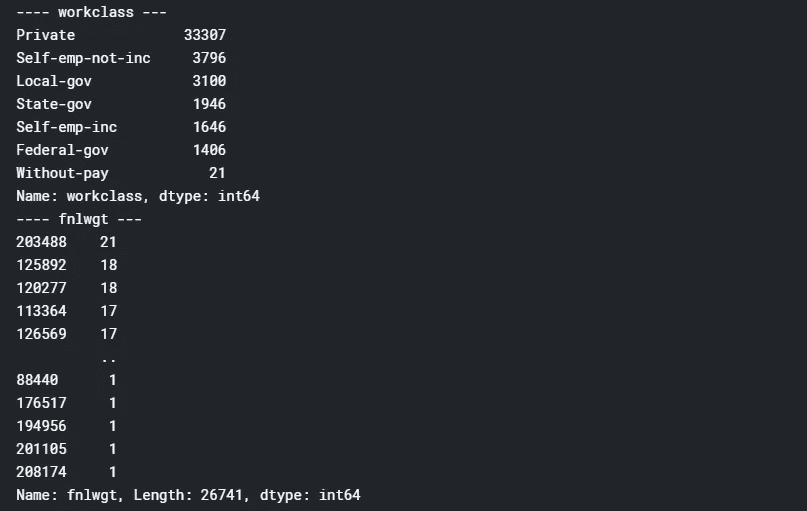 ---- workclass ---
Private             33307
Self-emp-not-inc     3796
Local-gov            3100
State-gov            1946
Self-emp-inc         1646
Federal-gov          1406
Without-pay            21
Name: workclass, dtype: int64
---- fnlwgt ---
203488    21
125892    18
120277    18
113364    17
126569    17
          ..
88440      1
176517     1
194956     1
201105     1
208174     1
Name: fnlwgt, Length: 26741, dtype: int64